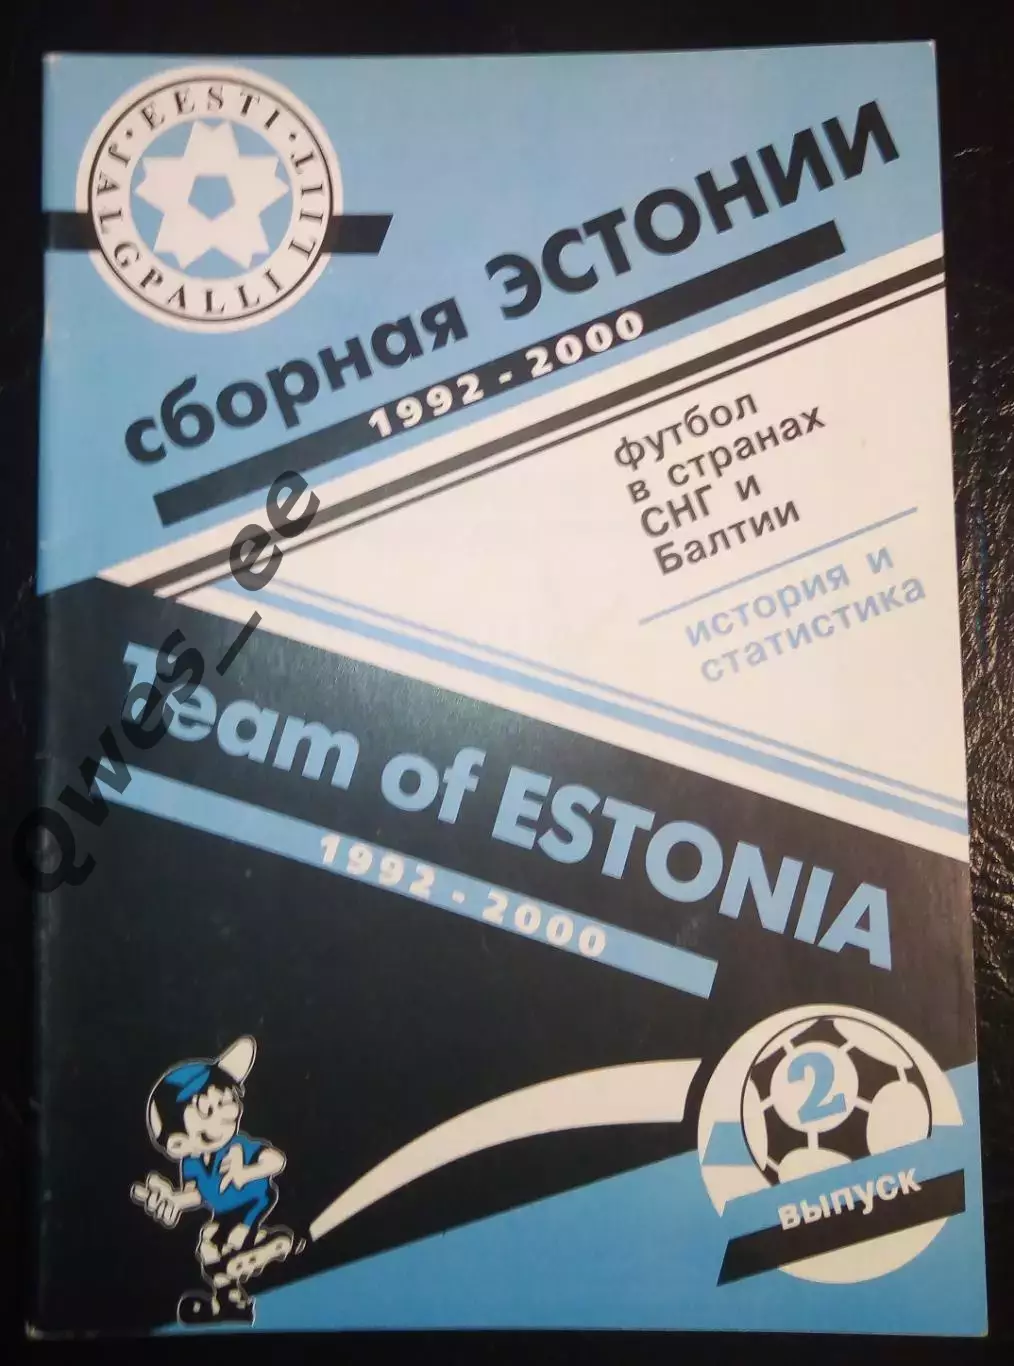 · EESTI ·
JALGPALLI LIIT
сборная ЭСТОНИИ
1992 - 2000
футбол
в странах
СНГ и
Балтии
история и
статистика
Team of ESTONIA
1992 - 2000
2
выпуск
Qwes_ee